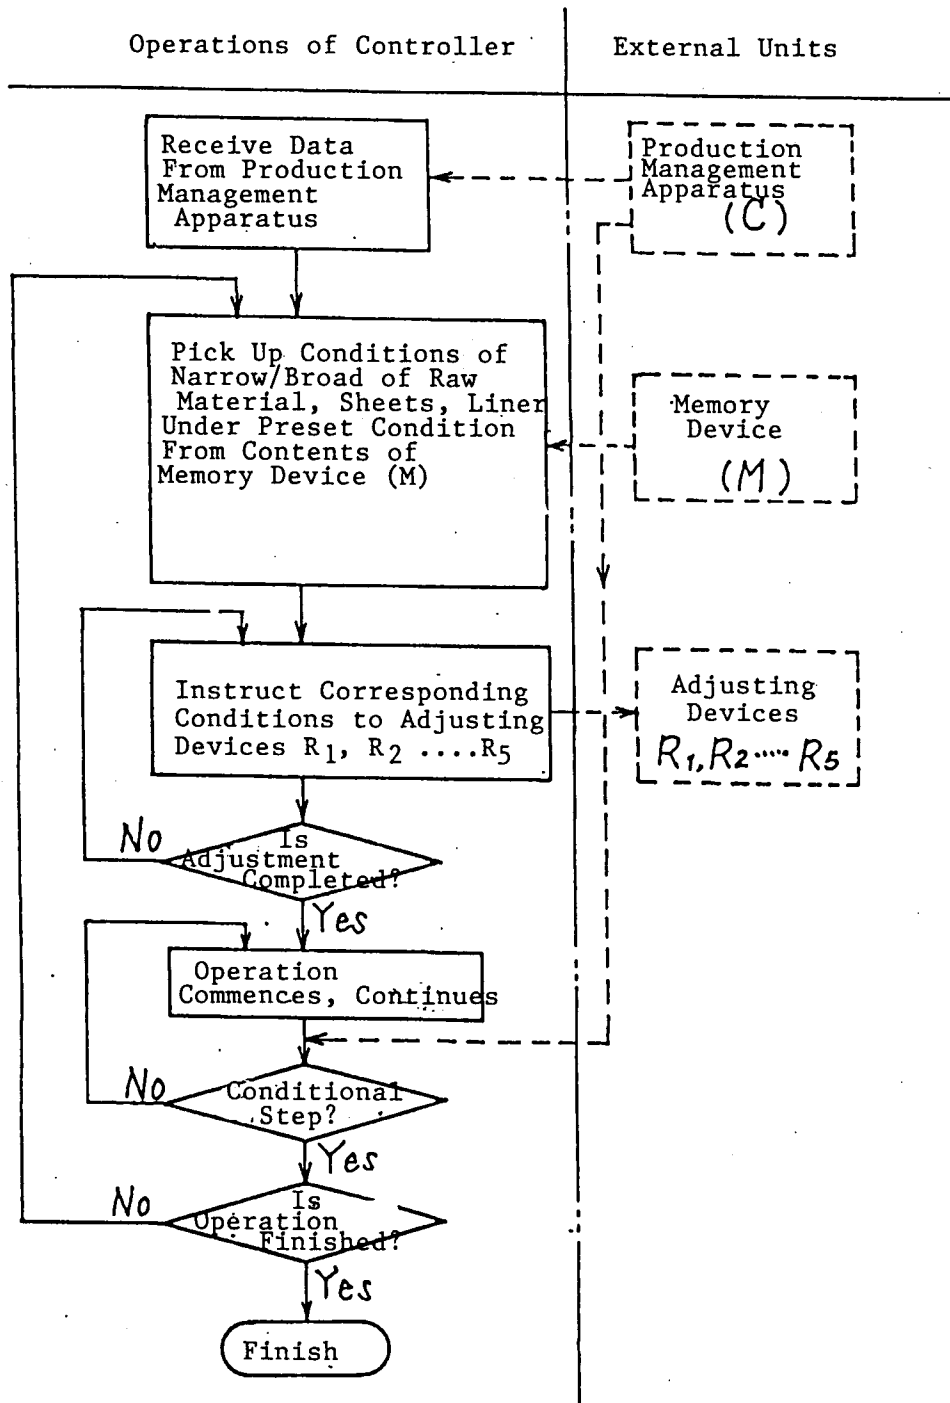 Operations of Controller
External Units
Receive Data
From Production
Management
Apparatus
Production
Management
Apparatus
(C)
Pick Up Conditions of
Narrow/Broad of Raw
Material, Sheets, Liner
Under Preset Condition
From Contents of
Memory Device (M)
Memory
Device
(M)
Instruct Corresponding
Conditions to Adjusting
Devices R1, R2 ....R5
Adjusting
Devices
R1, R2 ..... R5
No
Is
Adjustment
Completed?
Yes
Operation
Commences, Continues
No
Conditional
Step?
Yes
No
Is
Operation
Finished?
Yes
Finish